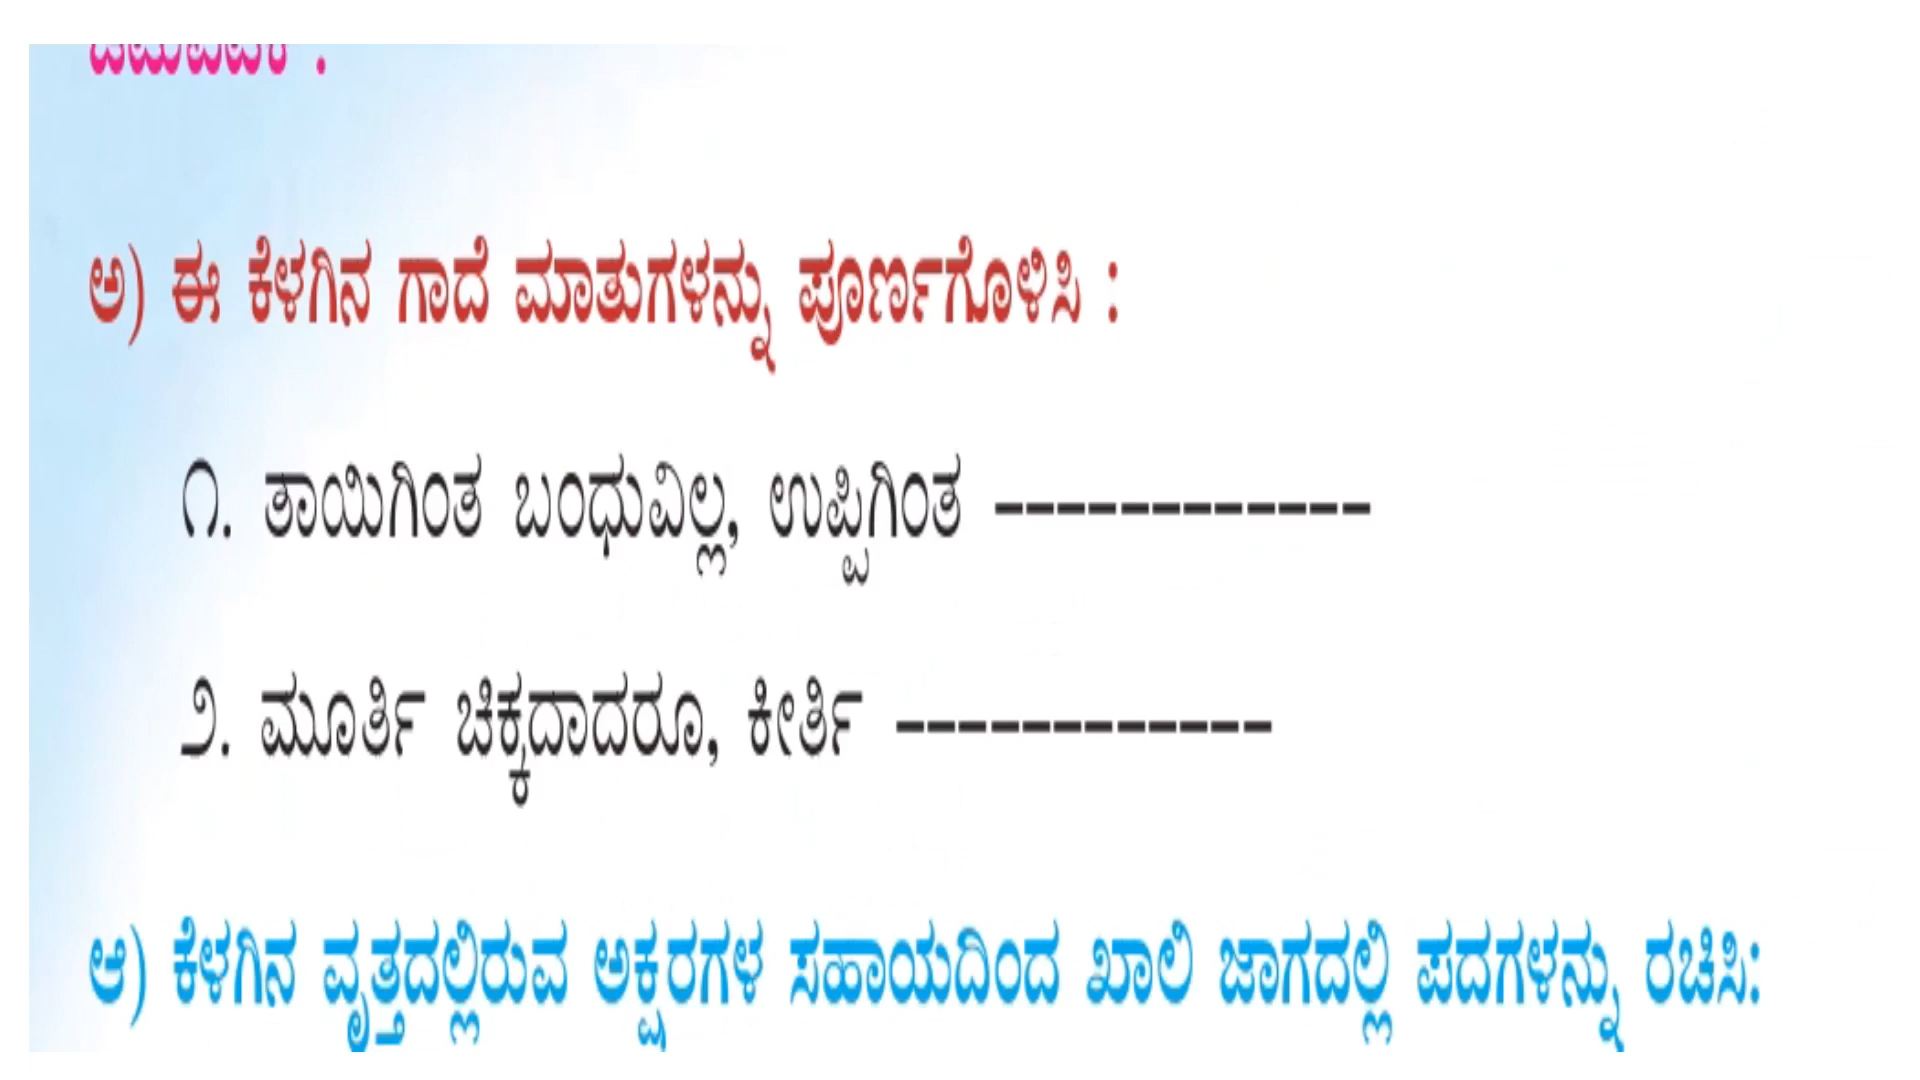 ಅ) ಈ ಕೆಳಗಿನ ಗಾದೆ ಮಾತುಗಳನ್ನು ಪೂರ್ಣಗೊಳಿಸಿ :
೧. ತಾಯಿಗಿಂತ ಬಂಧುವಿಲ್ಲ, ಉಪ್ಪಿಗಿಂತ ------------
೨. ಮೂರ್ತಿ ಚಿಕ್ಕದಾದರೂ, ಕೀರ್ತಿ ------------
ಆ) ಕೆಳಗಿನ ವೃತ್ತದಲ್ಲಿರುವ ಅಕ್ಷರಗಳ ಸಹಾಯದಿಂದ ಖಾಲಿ ಜಾಗದಲ್ಲಿ ಪದಗಳನ್ನು ರಚಿಸಿ: